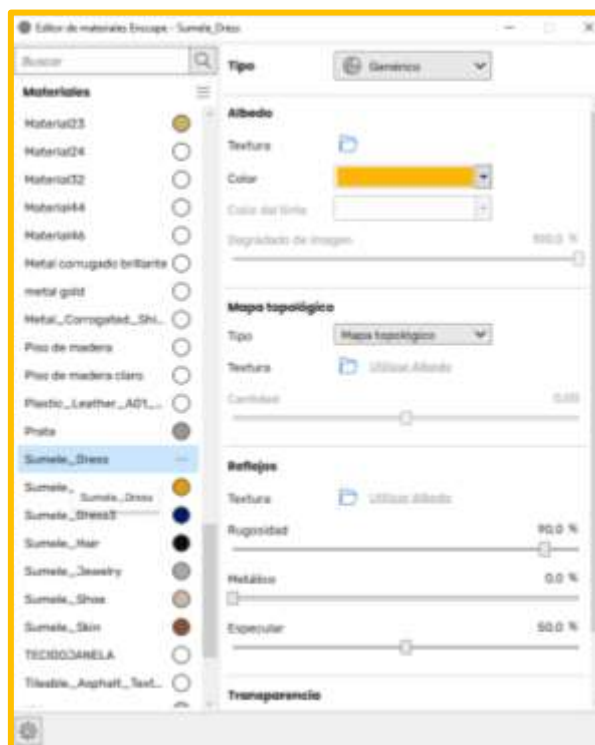 Editor de materiales Enscape - Sumele_Dress
Buscar
Materiales
Material23
Material24
Material32
Material44
Material46
Metal corrugado brillante
metal gold
Metal_Corrogated_Shi...
Piso de madera
Piso de madera claro
Plastic_Leather_A01_...
Prata
Sumele_Dress
Sumele_
Sumele_Dress
Sumele_Dress3
Sumele_Hair
Sumele_Jewelry
Sumele_Shoe
Sumele_Skin
TECIDOJANELA
Tileable_Asphalt_Text...
Tipo
Genérico
Albedo
Textura
Color
Color del tinte
Degradado de imagen
100,0 %
Mapa topológico
Tipo
Mapa topológico
Textura
Utilizar Albedo
Cantidad
0,00
Reflejos
Textura
Utilizar Albedo
Rugosidad
90,0 %
Metálico
0,0 %
Especular
50,0 %
Transparencia